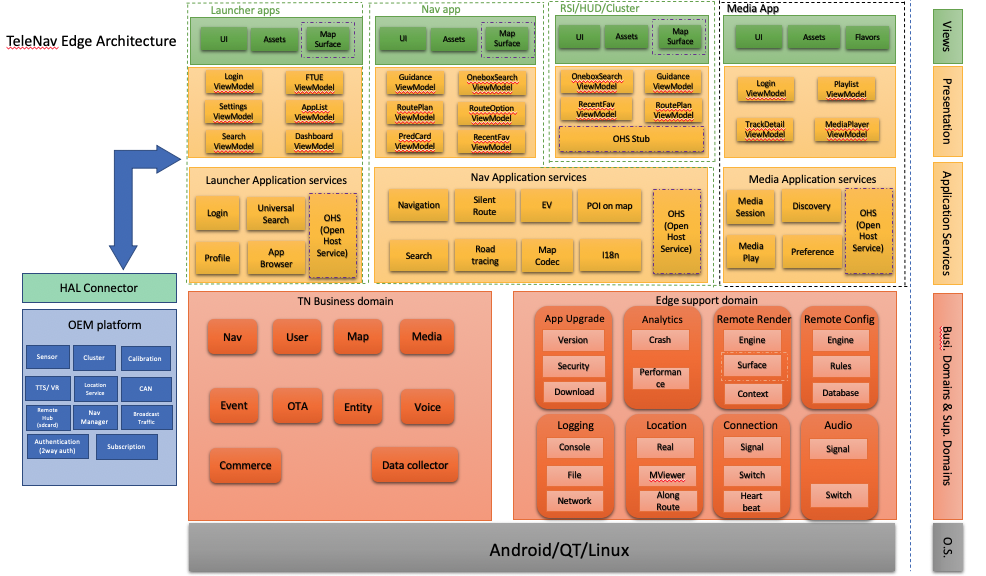 TeleNav Edge Architecture
Launcher apps
UI
Assets
Map
Surface
Nav app
UI
Assets
Map
Surface
RSI/HUD/Cluster
UI
Assets
Map
Surface
Media App
UI
Assets
Flavors
Views
Login
ViewModel
FTUE
ViewModel
Settings
ViewModel
AppList
ViewModel
Search
ViewModel
Dashboard
ViewModel
Guidance
ViewModel
OneboxSearch
ViewModel
RoutePlan
ViewModel
RouteOption
ViewModel
PredCard
ViewModel
RecentFav
ViewModel
OneboxSearch
ViewModel
Guidance
ViewModel
RecentFav
ViewModel
RoutePlan
ViewModel
OHS Stub
Login
ViewModel
Playlist
ViewModel
TrackDetail
ViewModel
MediaPlayer
ViewModel
Presentation
Launcher Application services
Login
Universal
Search
Profile
App
Browser
OHS
(Open
Host
Service)
Nav Application services
Navigation
Silent
Route
EV
POI on map
Search
Road
tracing
Map
Codec
I18n
OHS
(Open
Host
Service)
Media Application services
Media
Session
Discovery
Media
Play
Preference
OHS
(Open
Host
Service)
Application Services
HAL Connector
OEM platform
Sensor
Cluster
Calibration
TTS/ VR
Location
Service
CAN
Remote
Hub
(sdcard)
Nav
Manager
Broadcast
Traffic
Authentication
(2way auth)
Subscription
TN Business domain
Nav
User
Map
Media
Event
OTA
Entity
Voice
Commerce
Data collector
Edge support domain
App Upgrade
Version
Security
Download
Analytics
Crash
Performan
ce
Remote Render
Engine
Surface
Context
Remote Config
Engine
Rules
Database
Logging
Console
File
Network
Location
Real
MViewer
Along
Route
Connection
Signal
Switch
Heart
beat
Audio
Signal
Switch
Busi. Domains & Sup. Domains
Android/QT/Linux
O.S.